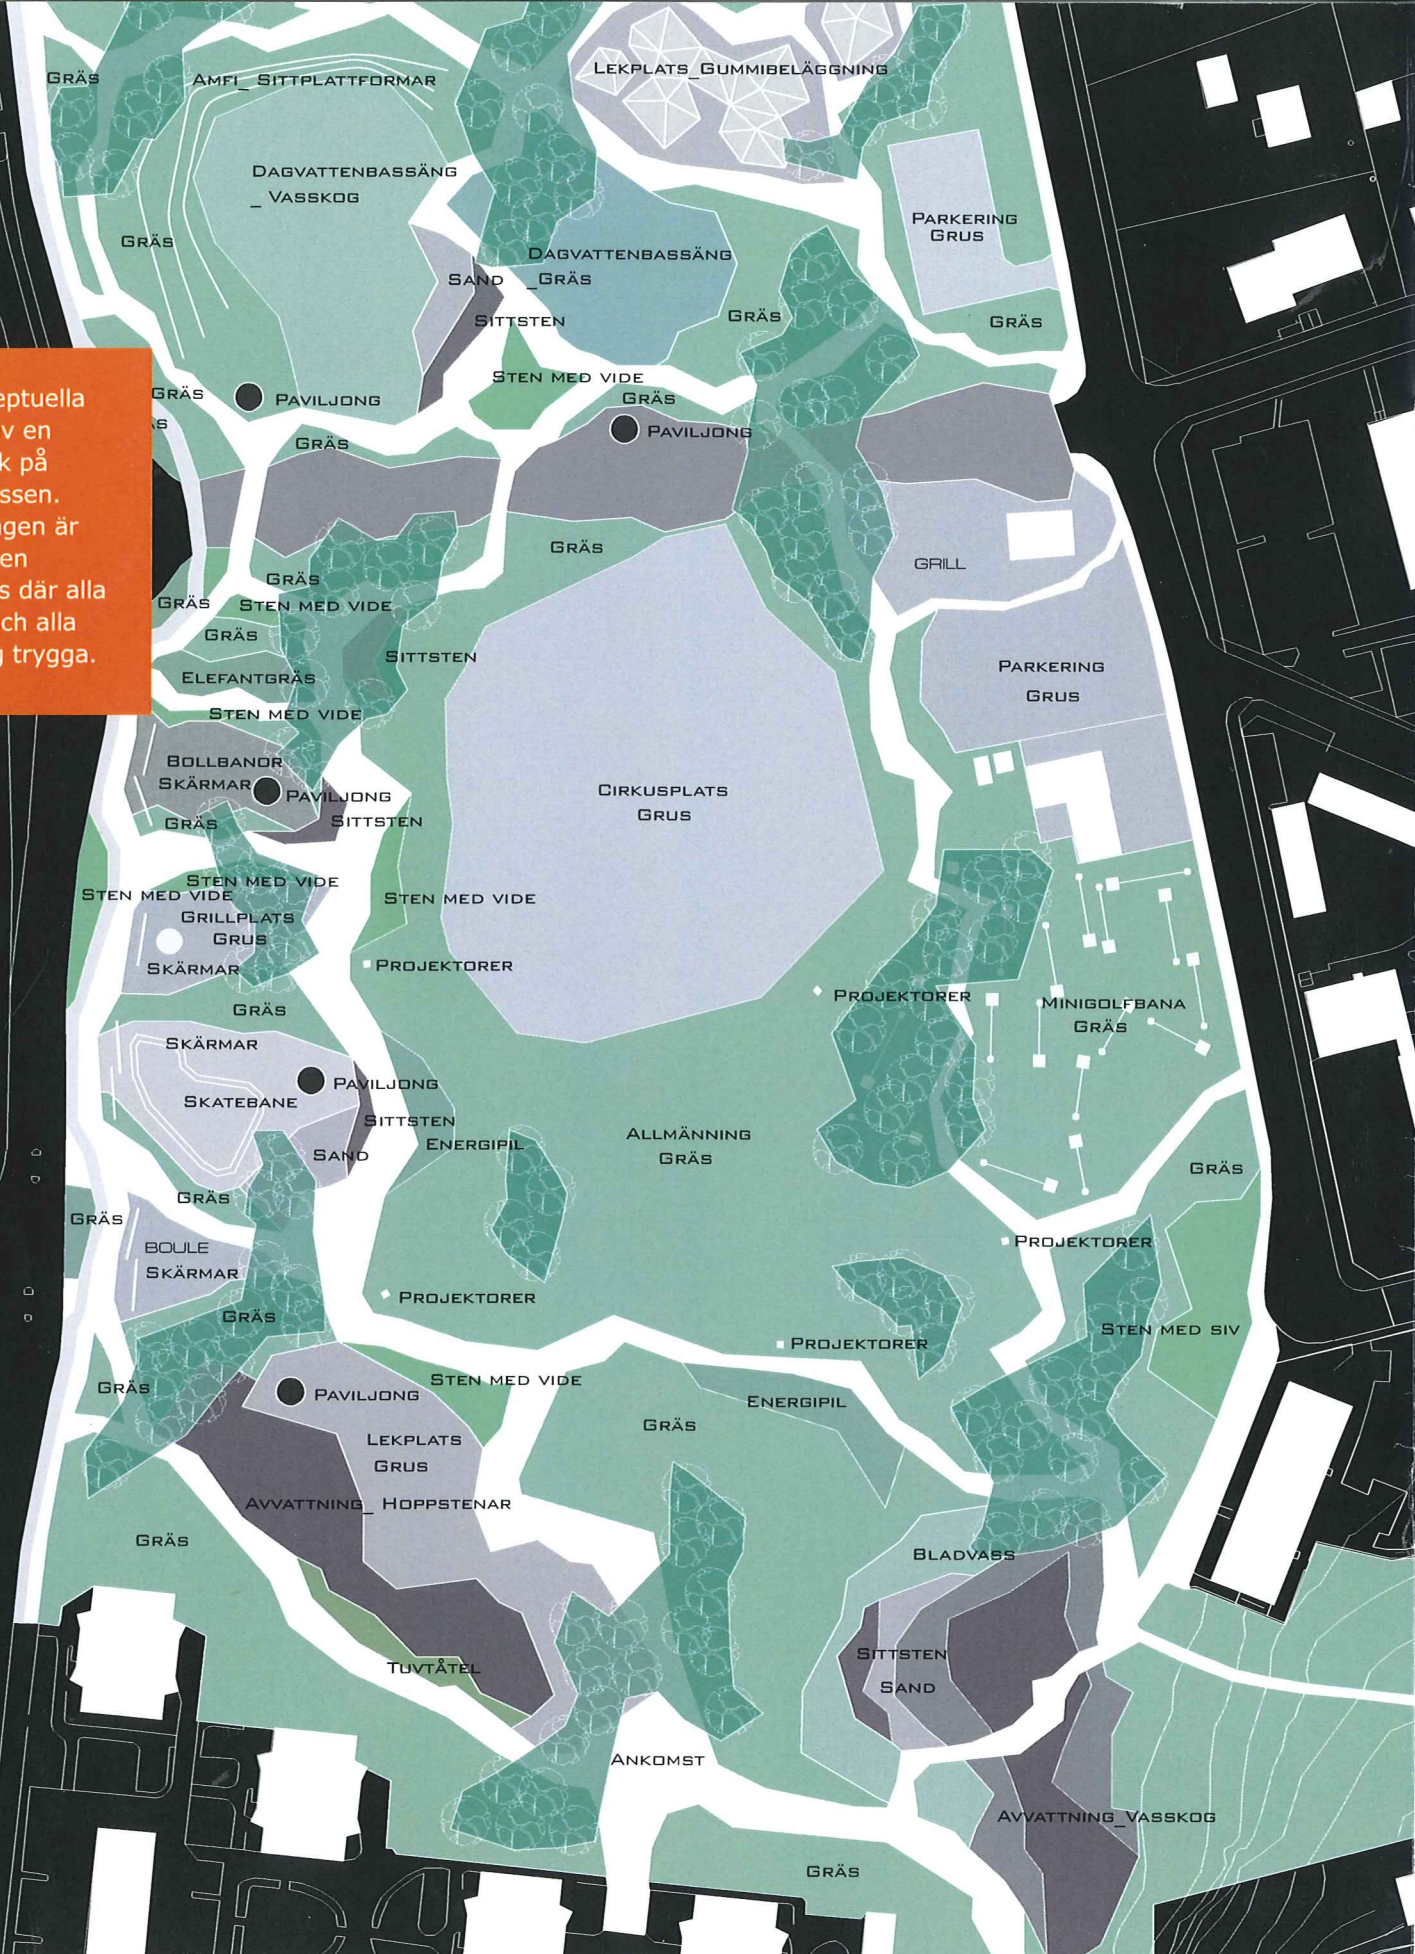 GRÄS
AMFI_ SITTPLATTFORMAR
LEKPLATS_GUMMIBELÄGGNING
DAGVATTENBASSÄNG
_ VASSKOG
PARKERING
GRUS
GRÄS
DAGVATTENBASSÄNG
_GRÄS
SAND
SITTSTEN
GRÄS
GRÄS
STEN MED VIDE
GRÄS
PAVILJONG
GRÄS
PAVILJONG
GRÄS
v en
k på
ssen.
gen är
en
s där alla
ch alla
g trygga.
GRÄS
GRILL
GRÄS
GRÄS
STEN MED VIDE
GRÄS
SITTSTEN
ELEFANTGRÄS
STEN MED VIDE
PARKERING
GRUS
BOLLBANOR
SKÄRMAR
PAVILJONG
SITTSTEN
GRÄS
CIRKUSPLATS
GRUS
STEN MED VIDE
STEN MED VIDE
STEN MED VIDE
GRILLPLATS
GRUS
SKÄRMAR
PROJEKTORER
PROJEKTORER
MINIGOLFBANA
GRÄS
GRÄS
SKÄRMAR
PAVILJONG
SKATEBANE
SITTSTEN
ENERGIPIL
SAND
ALLMÄNNING
GRÄS
GRÄS
GRÄS
GRÄS
BOULE
SKÄRMAR
PROJEKTORER
PROJEKTORER
GRÄS
STEN MED SIV
PROJEKTORER
GRÄS
STEN MED VIDE
PAVILJONG
ENERGIPIL
GRÄS
LEKPLATS
GRUS
AVVATTNING_ HOPPSTENAR
GRÄS
BLADVASS
SITTSTEN
SAND
TUVTÅTEL
ANKOMST
AVVATTNING_VASSKOG
GRÄS